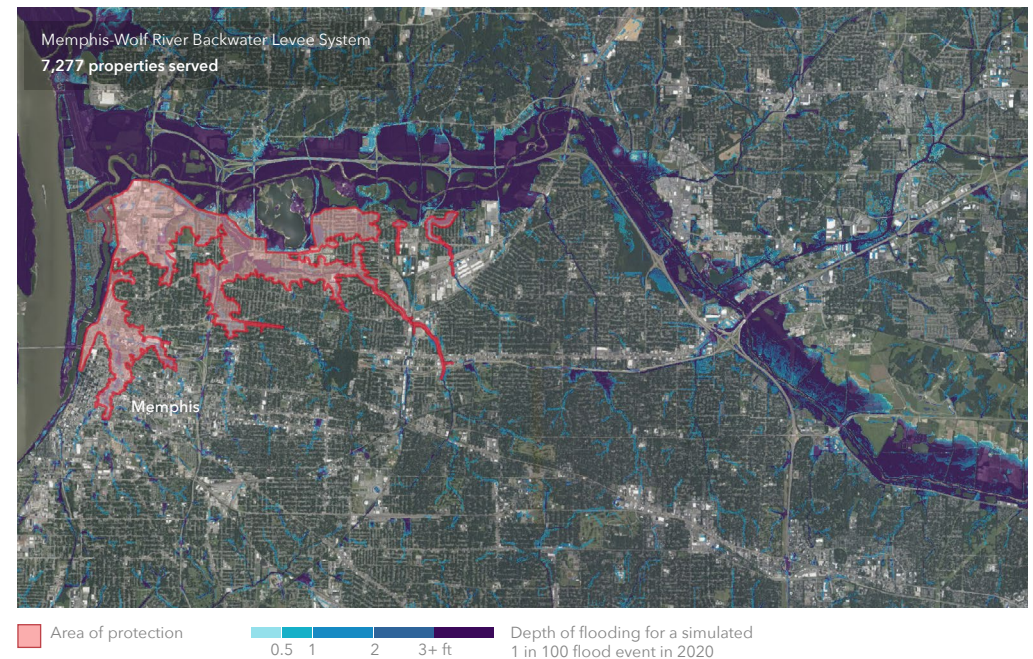 Memphis-Wolf River Backwater Levee System
7,277 properties served
Memphis
Area of protection
0.5 1 2 3+ ft
Depth of flooding for a simulated
1 in 100 flood event in 2020